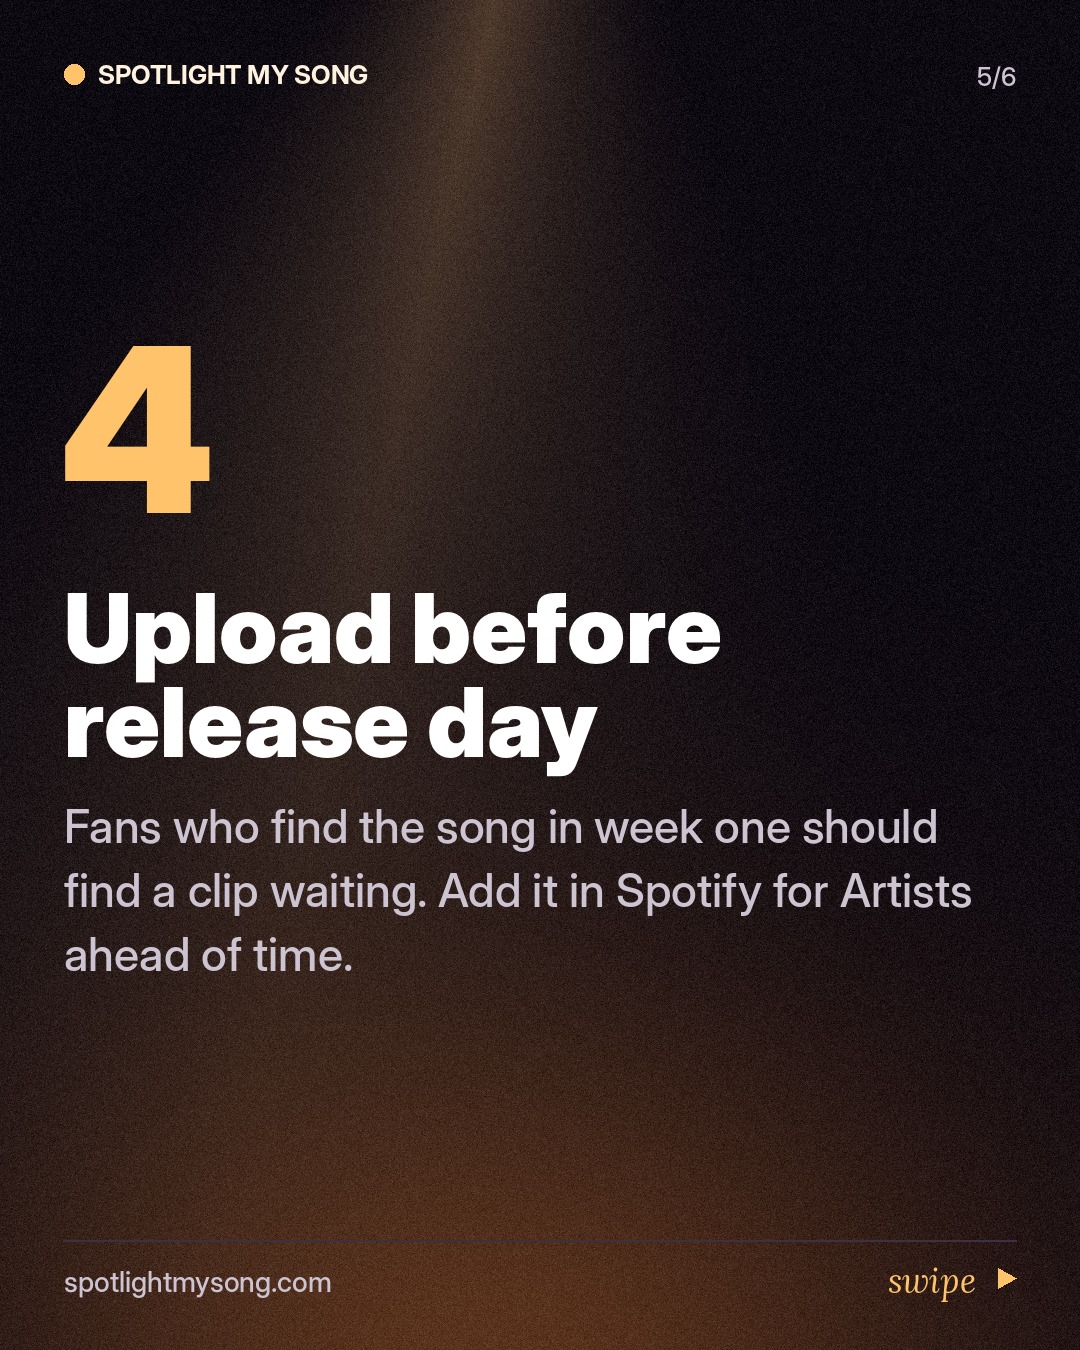 SPOTLIGHT MY SONG
5/6
4
Upload before
release day
Fans who find the song in week one should
find a clip waiting. Add it in Spotify for Artists
ahead of time.
spotlightmysong.com
swipe